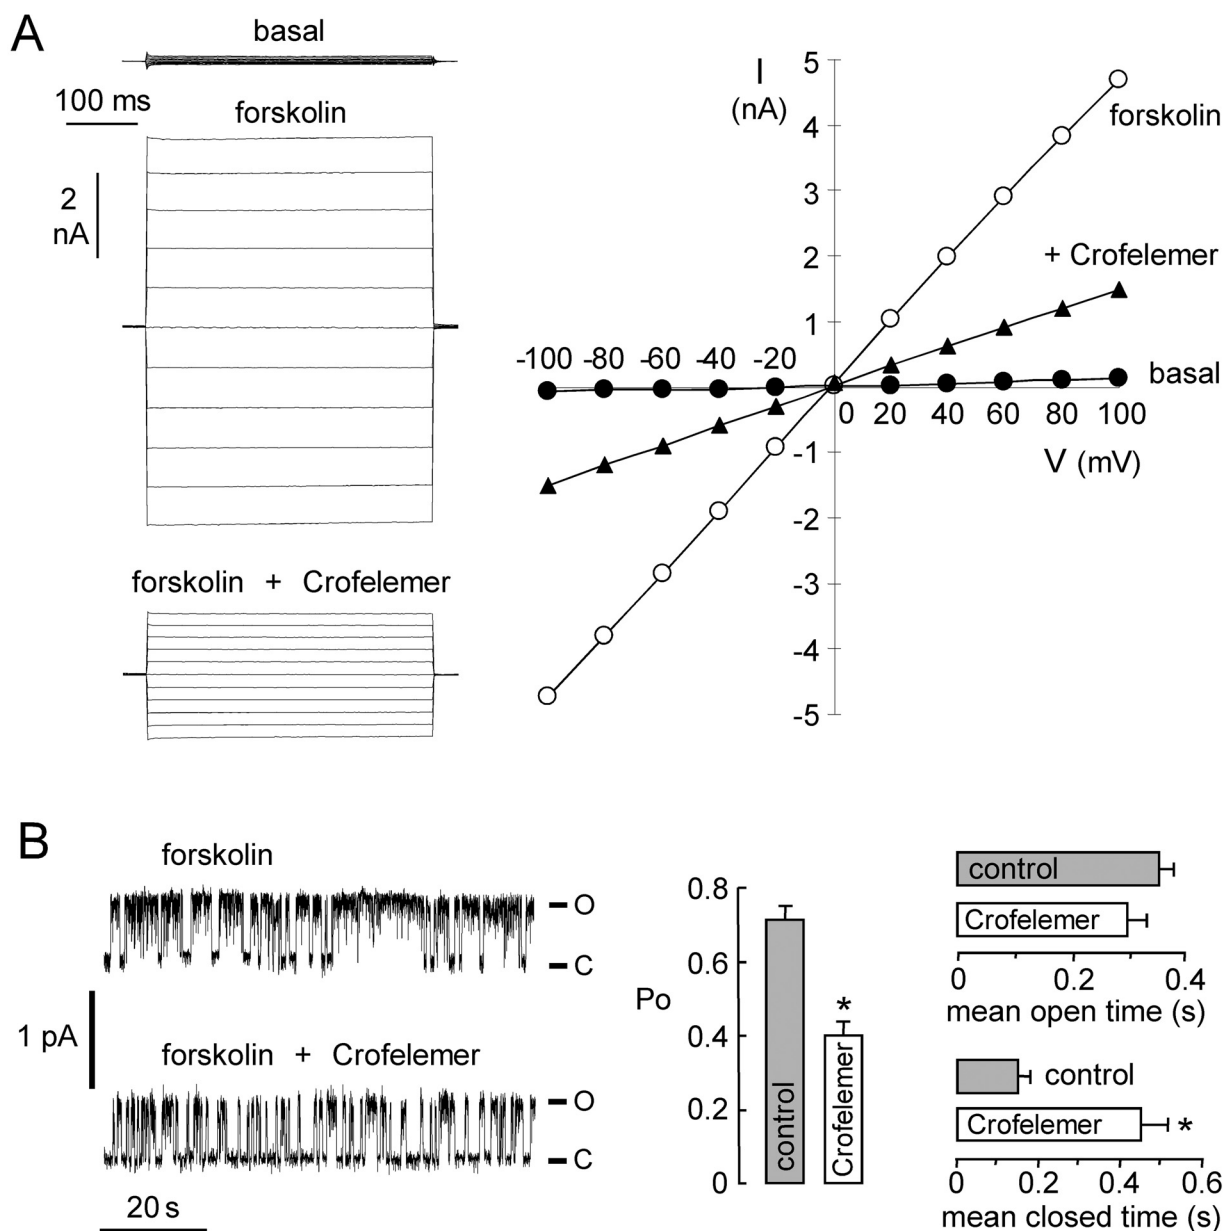 A
basal
100 ms
forskolin
2
nA
forskolin + Crofelemer
I
(nA)
5
4
3
2
1
-1
-2
-3
-4
-5
-100 -80 -60 -40 -20
0 20 40 60 80 100
V (mV)
forskolin
+ Crofelemer
basal
B
forskolin
O
C
1 pA
forskolin + Crofelemer
O
C
20 s
Po
0.8
0.6
0.4
0.2
0
control
Crofelemer
*
control
Crofelemer
0 0.2 0.4
mean open time (s)
control
Crofelemer *
0 0.2 0.4 0.6
mean closed time (s)